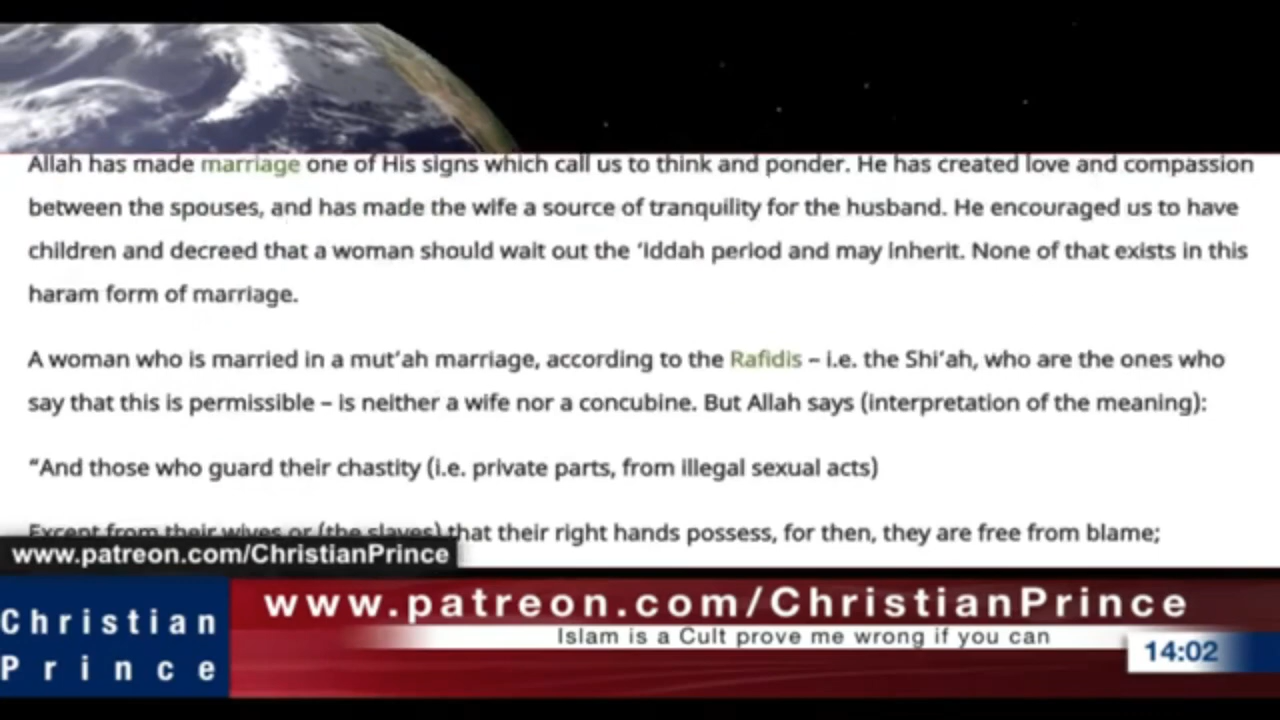 Allah has made marriage one of His signs which call us to think and ponder. He has created love and compassion
between the spouses, and has made the wife a source of tranquility for the husband. He encouraged us to have
children and decreed that a woman should wait out the ‘Iddah period and may inherit. None of that exists in this
haram form of marriage.
A woman who is married in a mut’ah marriage, according to the Rafidis – i.e. the Shi’ah, who are the ones who
say that this is permissible – is neither a wife nor a concubine. But Allah says (interpretation of the meaning):
“And those who guard their chastity (i.e. private parts, from illegal sexual acts)
Except from their wives or (the slaves) that their right hands possess, for then, they are free from blame;
www.patreon.com/ChristianPrince
www.patreon.com/ChristianPrince
Islam is a Cult prove me wrong if you can
Christian
Prince
14:02